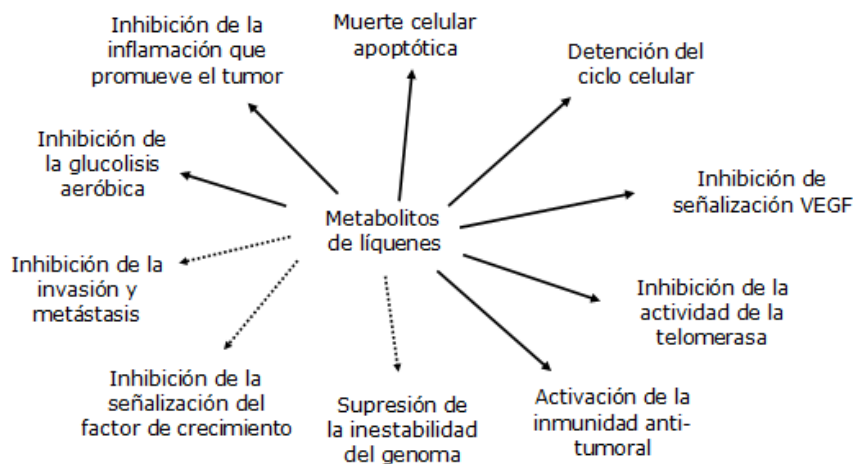 Inhibición de la
inflamación que
promueve el tumor
Muerte celular
apoptótica
Detención del
ciclo celular
Inhibición de
la glucolisis
aeróbica
Inhibición de
señalización VEGF
Metabolitos
de líquenes
Inhibición de la
invasión y
metástasis
Inhibición de la
actividad de la
telomerasa
Inhibición de la
señalización del
factor de crecimiento
Supresión de
la inestabilidad
del genoma
Activación de la
inmunidad anti-
tumoral